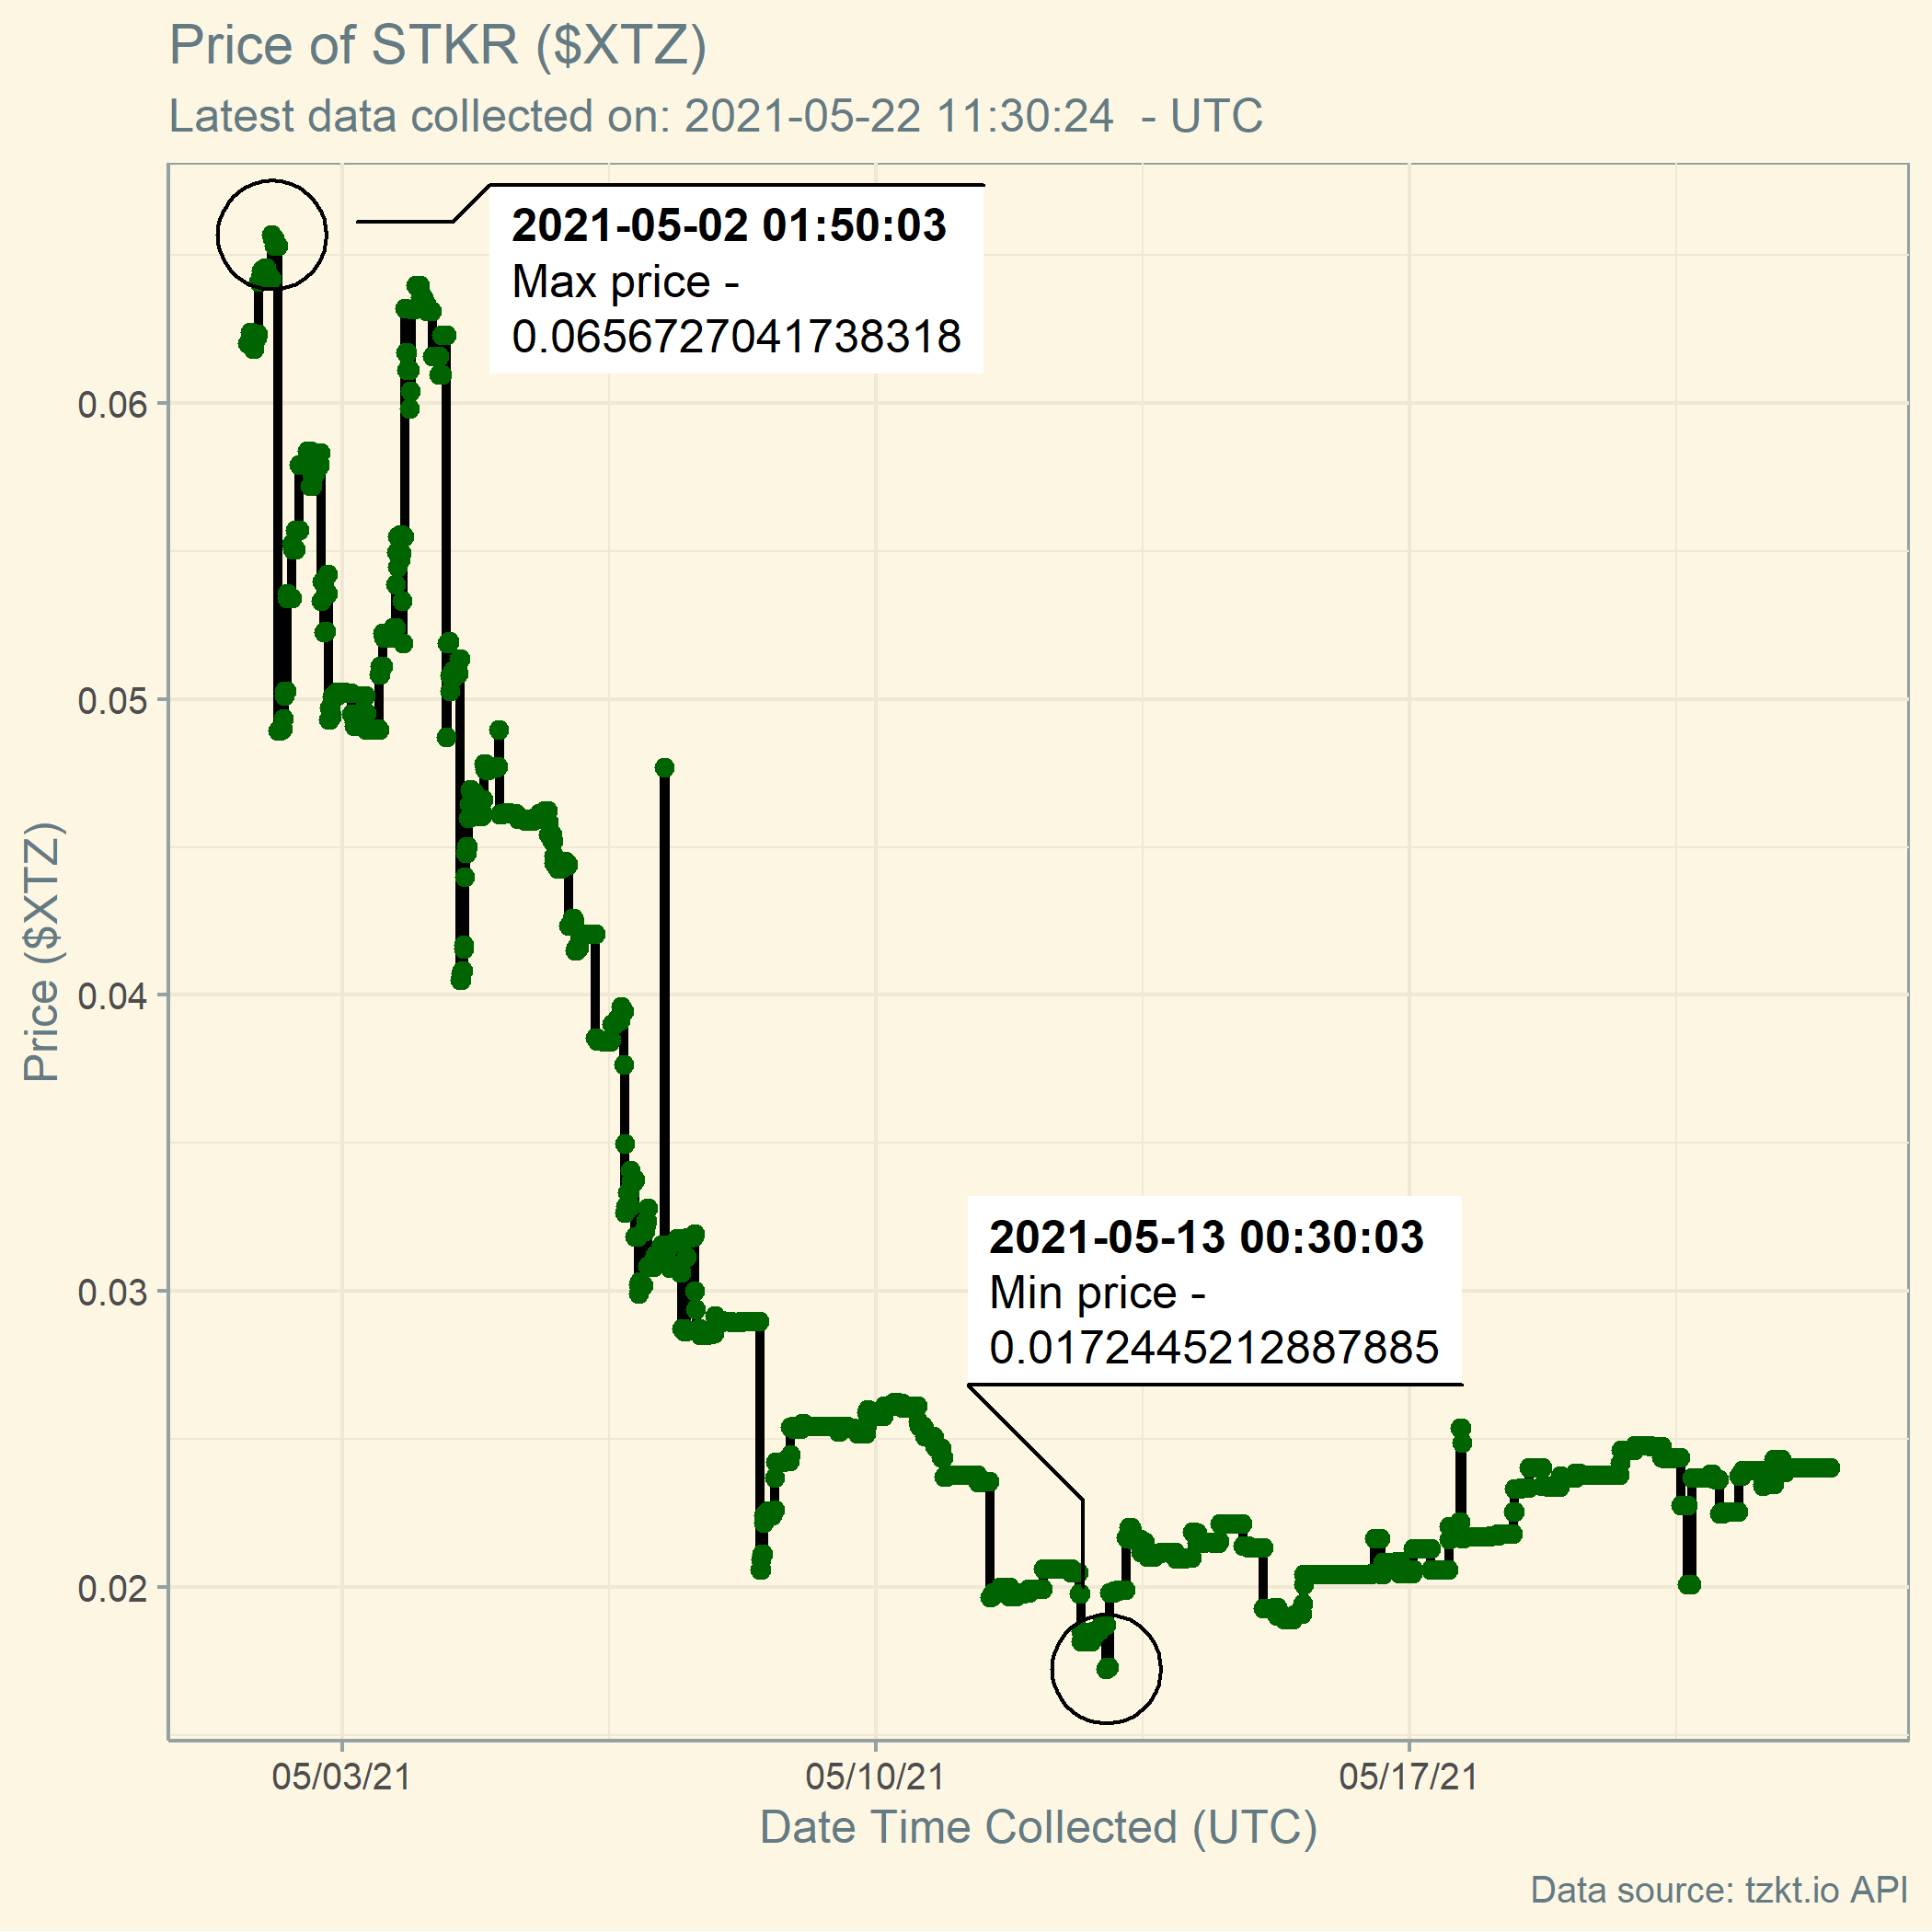 Price of STKR ($XTZ)
Latest data collected on: 2021-05-22 11:30:24  - UTC
2021-05-02 01:50:03
Max price -
0.0656727041738318
0.06
0.05
0.04
0.03
0.02
Price ($XTZ)
2021-05-13 00:30:03
Min price -
0.0172445212887885
05/03/21
05/10/21
05/17/21
Date Time Collected (UTC)
Data source: tzkt.io API